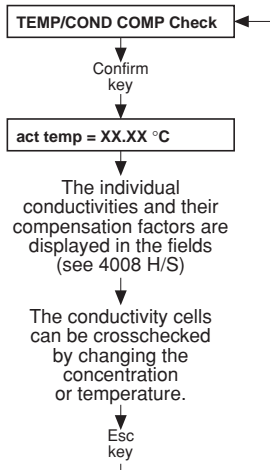 TEMP/COND COMP Check
Confirm
key
act temp = XX.XX °C
The individual
conductivities and their
compensation factors are
displayed in the fields
(see 4008 H/S)
The conductivity cells
can be crosschecked
by changing the
concentration
or temperature.
Esc
key